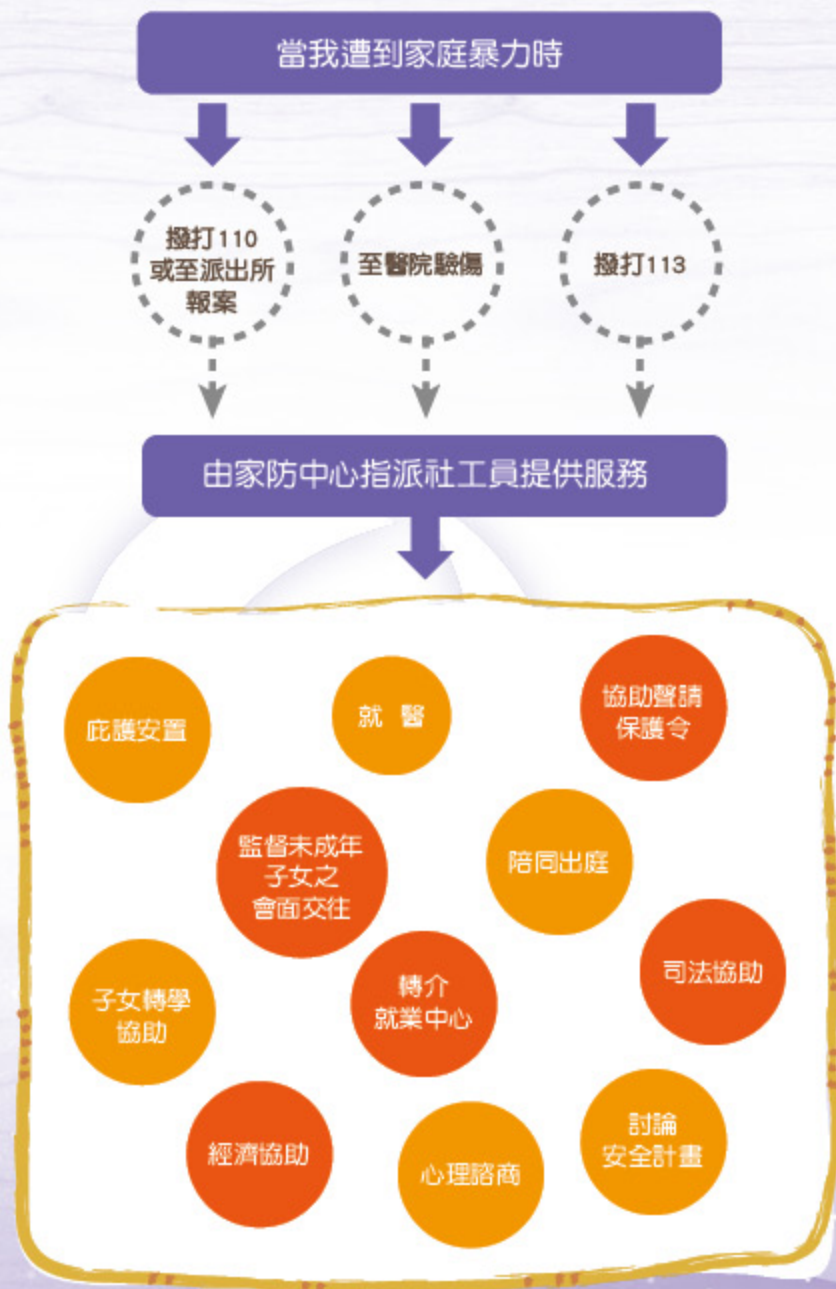 當我遭到家庭暴力時
撥打110
或至派出所
報案
至醫院驗傷
撥打113
由家防中心指派社工員提供服務
庇護安置
就 醫
協助聲請
保護令
監督未成年
子女之
會面交往
陪同出庭
子女轉學
協助
轉介
就業中心
司法協助
經濟協助
心理諮商
討論
安全計畫